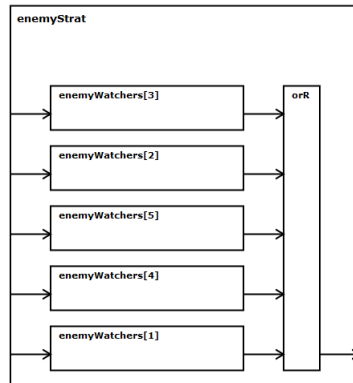 enemyStrat
enemyWatchers[3]
orR
enemyWatchers[2]
enemyWatchers[5]
enemyWatchers[4]
enemyWatchers[1]